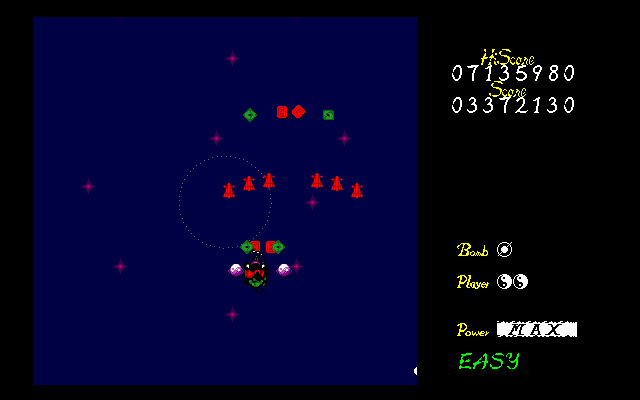 HiScore
07135980
Score
03372130
Bomb
Player
Power MAX
EASY